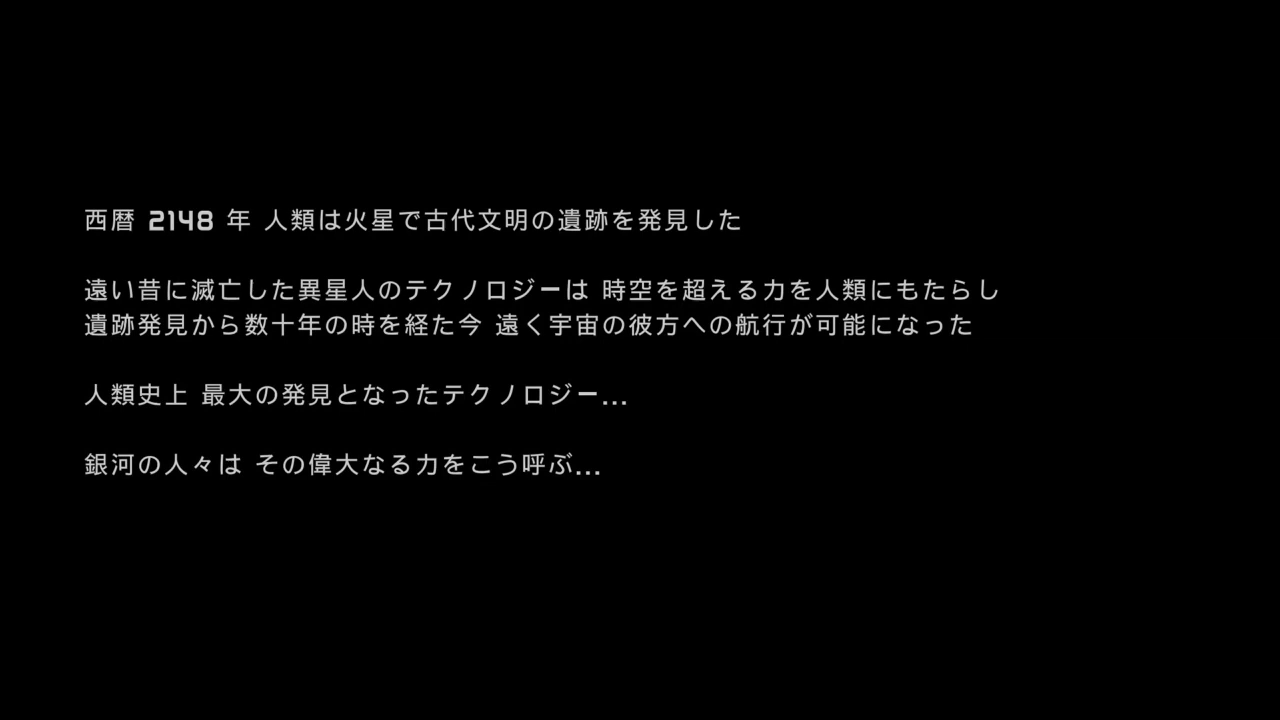 西暦 2148 年 人類は火星で古代文明の遺跡を発見した
遠い昔に滅亡した異星人のテクノロジーは 時空を超える力を人類にもたらし
遺跡発見から数十年の時を経た今 遠く宇宙の彼方への航行が可能になった
人類史上 最大の発見となったテクノロジー...
銀河の人々は その偉大なる力をこう呼ぶ...